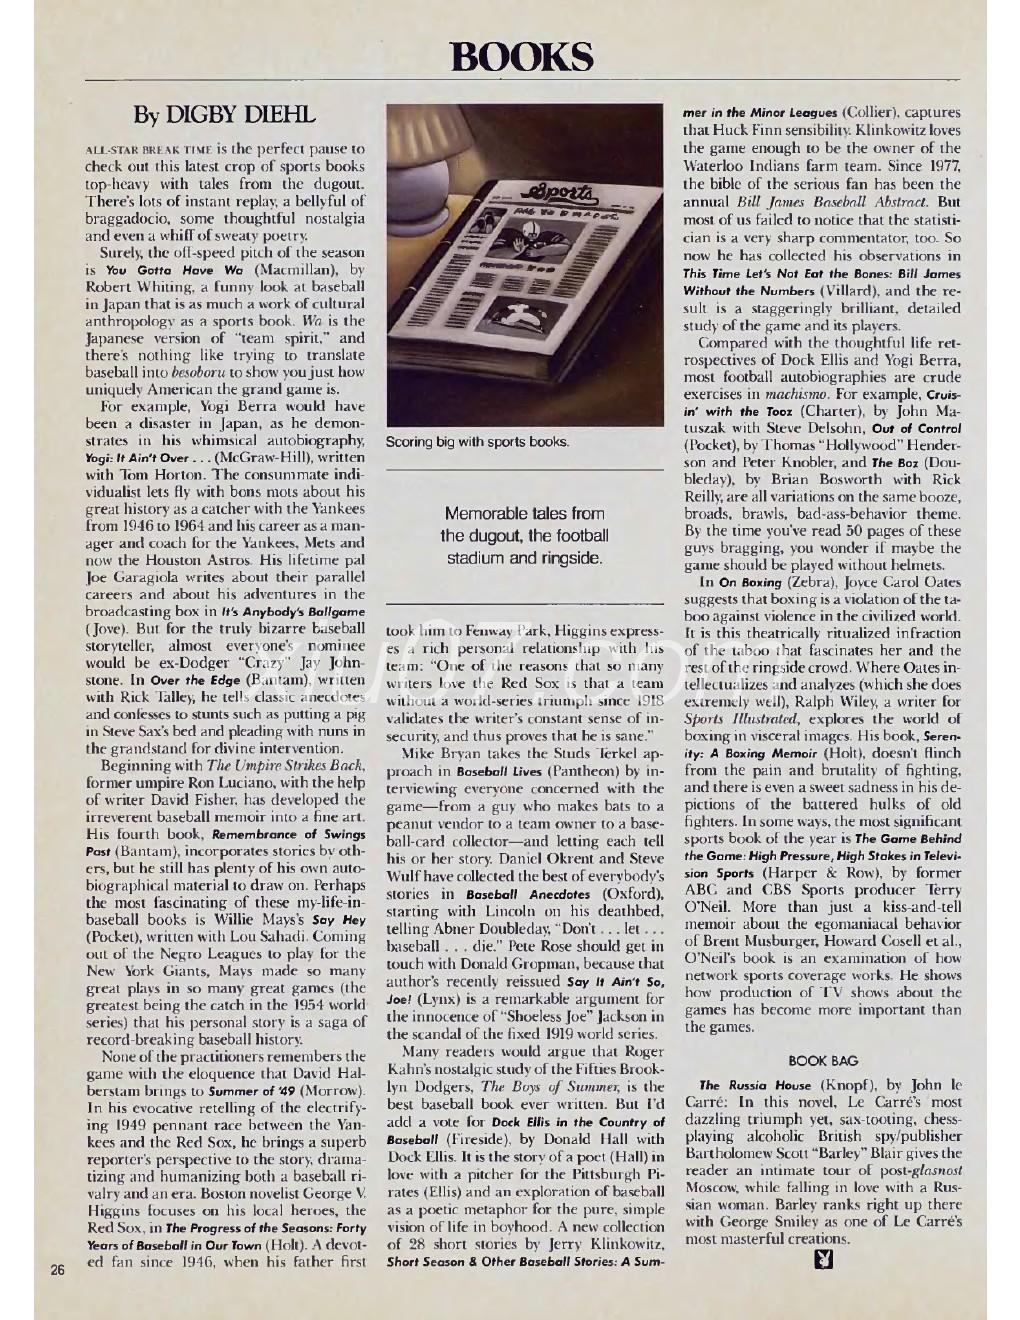 BOOKS
By DIGBY DIEHL
ALL-STAR BREAK TIME is the perfect pause to
check out this latest crop of sports books
top-heavy with tales from the dugout.
There's lots of instant replay, a bellyful of
braggadocio, some thoughtful nostalgia
and even a whiff of sweaty poetry.
Surely, the off-speed pitch of the season
is You Gotta Have Wa (Macmillan), by
Robert Whiting, a funny look at baseball
in Japan that is as much a work of cultural
anthropology as a sports book. Wa is the
Japanese version of "team spirit," and
there's nothing like trying to translate
baseball into besoboru to show you just how
uniquely American the grand game is.
For example, Yogi Berra would have
been a disaster in Japan, as he demon-
strates in his whimsical autobiography,
Yogi: It Ain't Over . . . (McGraw-Hill), written
with Tom Horton. The consummate indi-
vidualist lets fly with bons mots about his
great history as a catcher with the Yankees
from 1946 to 1964 and his career as a man-
ager and coach for the Yankees, Mets and
now the Houston Astros. His lifetime pal
Joe Garagiola writes about their parallel
careers and about his adventures in the
broadcasting box in It's Anybody's Ballgame
(Jove). But for the truly bizarre baseball
storyteller, almost everyone's nominee
would be ex-Dodger "Crazy" Jay John-
stone. In Over the Edge (Bantam), written
with Rick Talley, he tells classic anecdotes
and confesses to stunts such as putting a pig
in Steve Sax's bed and pleading with nuns in
the grandstand for divine intervention.
Beginning with The Umpire Strikes Back,
former umpire Ron Luciano, with the help
of writer David Fisher, has developed the
irreverent baseball memoir into a fine art.
His fourth book, Remembrance of Swings
Past (Bantam), incorporates stories by oth-
ers, but he still has plenty of his own auto-
biographical material to draw on. Perhaps
the most fascinating of these my-life-in-
baseball books is Willie Mays's Say Hey
(Pocket), written with Lou Sahadi. Coming
out of the Negro Leagues to play for the
New York Giants, Mays made so many
great plays in so many great games (the
greatest being the catch in the 1954 world
series) that his personal story is a saga of
record-breaking baseball history.
None of the practitioners remembers the
game with the eloquence that David Hal-
berstam brings to Summer of '49 (Morrow).
In his evocative retelling of the electrify-
ing 1949 pennant race between the Yan-
kees and the Red Sox, he brings a superb
reporter's perspective to the story, drama-
tizing and humanizing both a baseball ri-
valry and an era. Boston novelist George V.
Higgins focuses on his local heroes, the
Red Sox, in The Progress of the Seasons: Forty
Years of Baseball in Our Town (Holt). A devot-
ed fan since 1946, when his father first
Sports
Scoring big with sports books.
Memorable tales from
the dugout, the football
stadium and ringside.
took him to Fenway Park, Higgins express-
es a rich personal relationship with his
team: "One of the reasons that so many
writers love the Red Sox is that a team
without a world-series triumph since 1918
validates the writer's constant sense of in-
security, and thus proves that he is sane."
Mike Bryan takes the Studs Terkel ap-
proach in Baseball Lives (Pantheon) by in-
terviewing everyone concerned with the
game—from a guy who makes bats to a
peanut vendor to a team owner to a base-
ball-card collector—and letting each tell
his or her story. Daniel Okrent and Steve
Wulf have collected the best of everybody's
stories in Baseball Anecdotes (Oxford),
starting with Lincoln on his deathbed,
telling Abner Doubleday, "Don't . . . let . . .
baseball . . . die." Pete Rose should get in
touch with Donald Gropman, because that
author's recently reissued Say It Ain't So,
Joe! (Lynx) is a remarkable argument for
the innocence of "Shoeless Joe" Jackson in
the scandal of the fixed 1919 world series.
Many readers would argue that Roger
Kahn's nostalgic study of the Fifties Brook-
lyn Dodgers, The Boys of Summer, is the
best baseball book ever written. But I'd
add a vote for Dock Ellis in the Country of
Baseball (Fireside), by Donald Hall with
Dock Ellis. It is the story of a poet (Hall) in
love with a pitcher for the Pittsburgh Pi-
rates (Ellis) and an exploration of baseball
as a poetic metaphor for the pure, simple
vision of life in boyhood. A new collection
of 28 short stories by Jerry Klinkowitz,
Short Season & Other Baseball Stories: A Sum-
mer in the Minor Leagues (Collier), captures
that Huck Finn sensibility. Klinkowitz loves
the game enough to be the owner of the
Waterloo Indians farm team. Since 1977,
the bible of the serious fan has been the
annual Bill James Baseball Abstract. But
most of us failed to notice that the statisti-
cian is a very sharp commentator, too. So
now he has collected his observations in
This Time Let's Not Eat the Bones: Bill James
Without the Numbers (Villard), and the re-
sult is a staggeringly brilliant, detailed
study of the game and its players.
Compared with the thoughtful life ret-
rospectives of Dock Ellis and Yogi Berra,
most football autobiographies are crude
exercises in machismo. For example, Cruis-
in' with the Tooz (Charter), by John Ma-
tuszak with Steve Delsohn, Out of Control
(Pocket), by Thomas "Hollywood" Hender-
son and Peter Knobler, and The Boz (Dou-
bleday), by Brian Bosworth with Rick
Reilly, are all variations on the same booze,
broads, brawls, bad-ass-behavior theme.
By the time you've read 50 pages of these
guys bragging, you wonder if maybe the
game should be played without helmets.
In On Boxing (Zebra), Joyce Carol Oates
suggests that boxing is a violation of the ta-
boo against violence in the civilized world.
It is this theatrically ritualized infraction
of the taboo that fascinates her and the
rest of the ringside crowd. Where Oates in-
tellectualizes and analyzes (which she does
extremely well), Ralph Wiley, a writer for
Sports Illustrated, explores the world of
boxing in visceral images. His book, Seren-
ity: A Boxing Memoir (Holt), doesn't flinch
from the pain and brutality of fighting,
and there is even a sweet sadness in his de-
pictions of the battered hulks of old
fighters. In some ways, the most significant
sports book of the year is The Game Behind
the Game: High Pressure, High Stakes in Televi-
sion Sports (Harper & Row), by former
ABC and CBS Sports producer Terry
O'Neil. More than just a kiss-and-tell
memoir about the egomaniacal behavior
of Brent Musburger, Howard Cosell et al.,
O'Neil's book is an examination of how
network sports coverage works. He shows
how production of TV shows about the
games has become more important than
the games.
BOOK BAG
The Russia House (Knopf), by John le
Carré: In this novel, Le Carré's most
dazzling triumph yet, sax-tooting, chess-
playing alcoholic British spy/publisher
Bartholomew Scott "Barley" Blair gives the
reader an intimate tour of post-glasnost
Moscow, while falling in love with a Rus-
sian woman. Barley ranks right up there
with George Smiley as one of Le Carré's
most masterful creations.
26